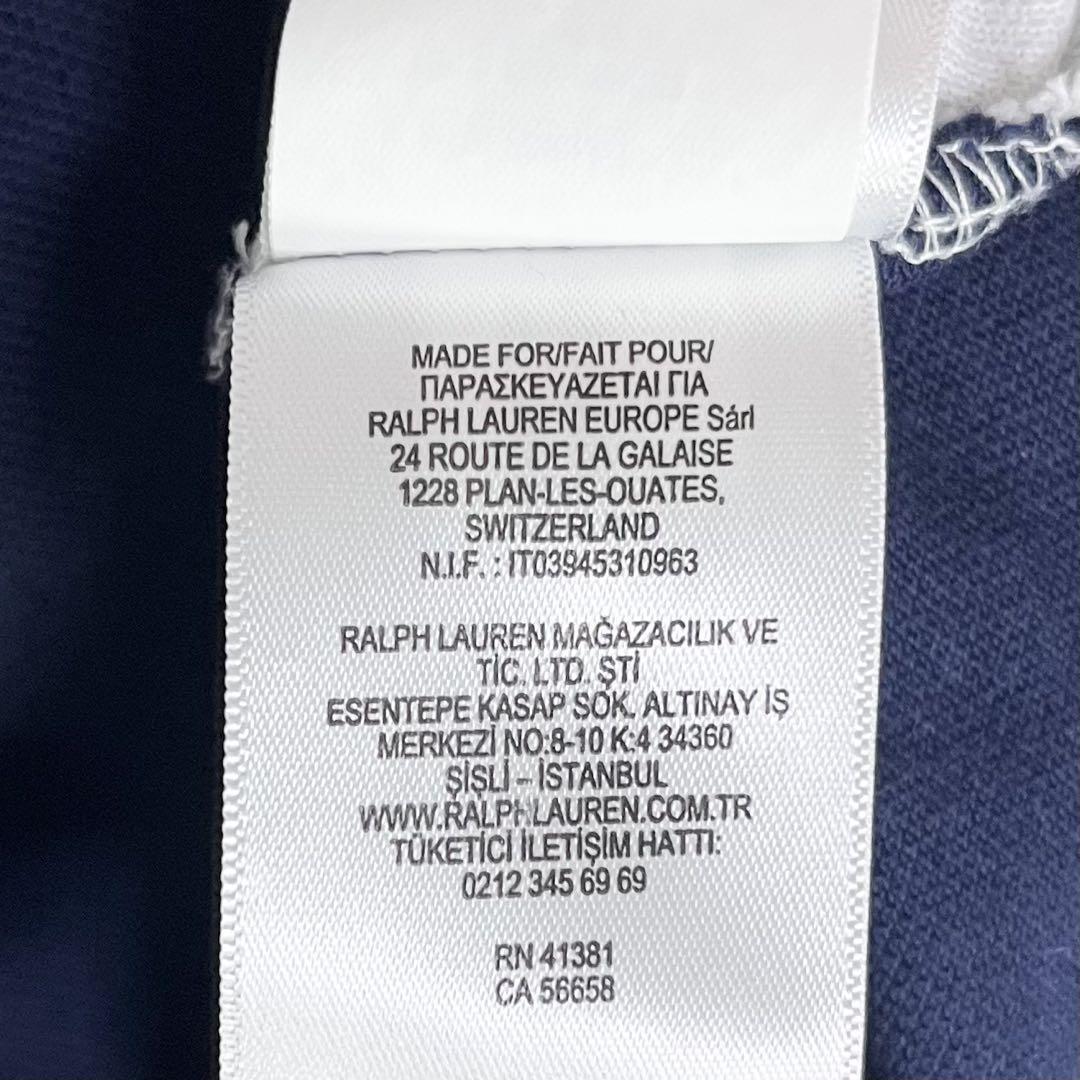 MADE FOR/FAIT POUR/
ΠΑΡΑΣΚΕΥΑΖΕΤΑΙ ΓΙΑ
RALPH LAUREN EUROPE Sárl
24 ROUTE DE LA GALAISE
1228 PLAN-LES-OUATES,
SWITZERLAND
N.I.F. : IT03945310963
RALPH LAUREN MAĞAZACILIK VE
TİC. LTD. ŞTİ
ESENTEPE KASAP SOK. ALTINAY İŞ
MERKEZİ NO:8-10 K:4 34360
ŞİŞLİ – İSTANBUL
WWW.RALPHLAUREN.COM.TR
TÜKETİCİ İLETİŞİM HATTI:
0212 345 69 69
RN 41381
CA 56658